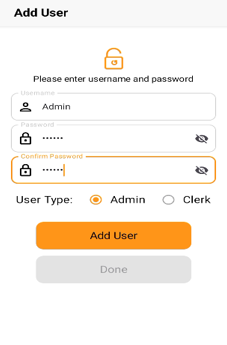 Add User
Please enter username and password
Username
Admin
Password
••••••
Confirm Password
••••••
User Type: Admin Clerk
Add User
Done